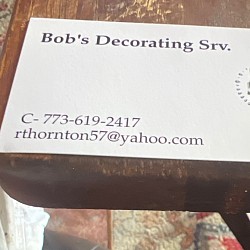 Bob's Decorating Srv.
C- 773-619-2417
rthornton57@yahoo.com